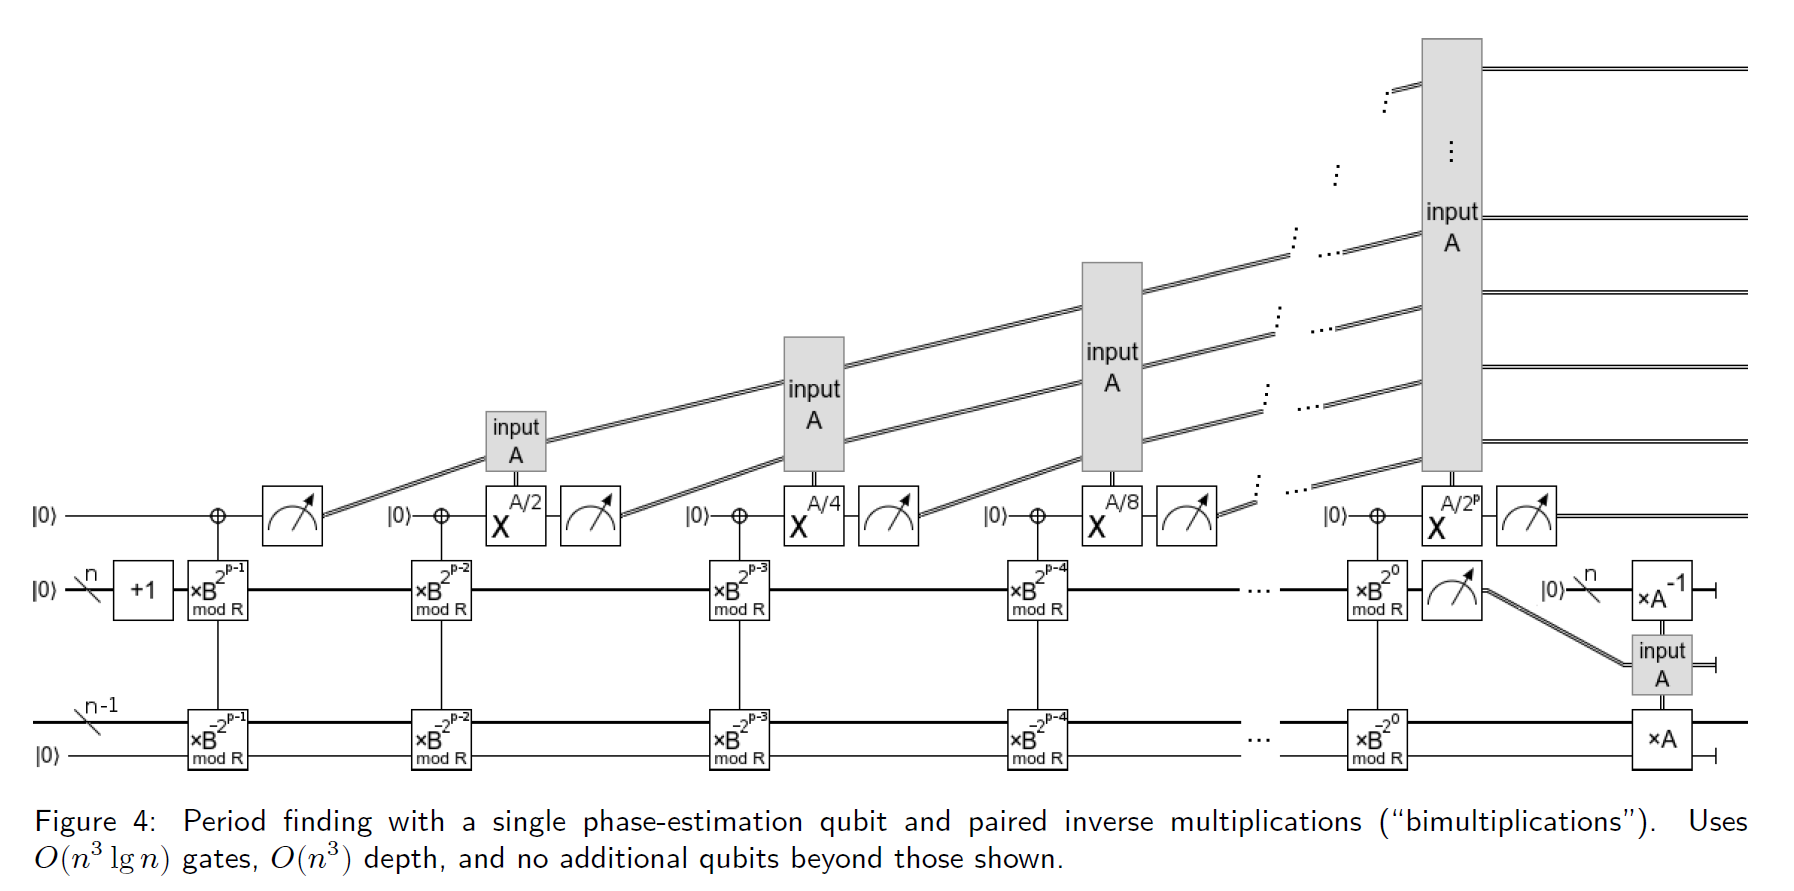 input
A
input
A
input
A
input
A
|0⟩
|0⟩
X^A/2
|0⟩
X^A/4
|0⟩
X^A/8
|0⟩
X^A/2^p
|0⟩
n
+1
×B^2^p-1
mod R
×B^2^p-2
mod R
×B^2^p-3
mod R
×B^2^p-4
mod R
...
×B^2^0
mod R
|0⟩
n
×A^-1
input
A
n-1
|0⟩
×B^-2^p-1
mod R
×B^-2^p-2
mod R
×B^-2^p-3
mod R
×B^-2^p-4
mod R
...
×B^-2^0
mod R
×A
Figure 4: Period finding with a single phase-estimation qubit and paired inverse multiplications (“bimultiplications”). Uses
O(n³ lg n) gates, O(n³) depth, and no additional qubits beyond those shown.